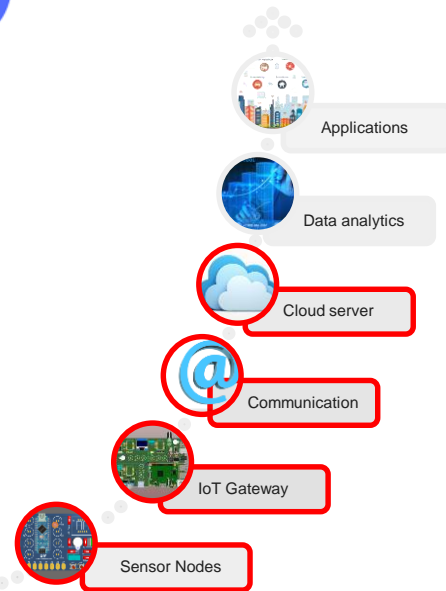 Applications
Data analytics
Cloud server
@
Communication
IoT Gateway
Sensor Nodes